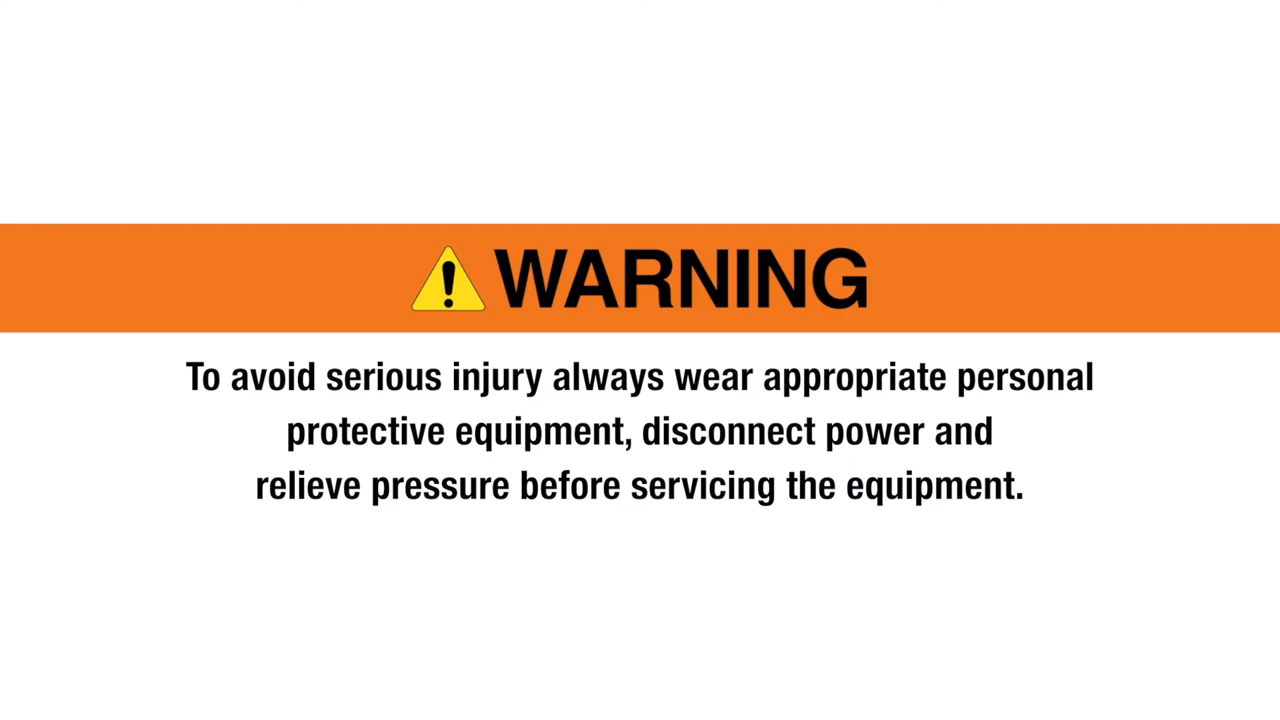 WARNING
To avoid serious injury always wear appropriate personal
protective equipment, disconnect power and
relieve pressure before servicing the equipment.